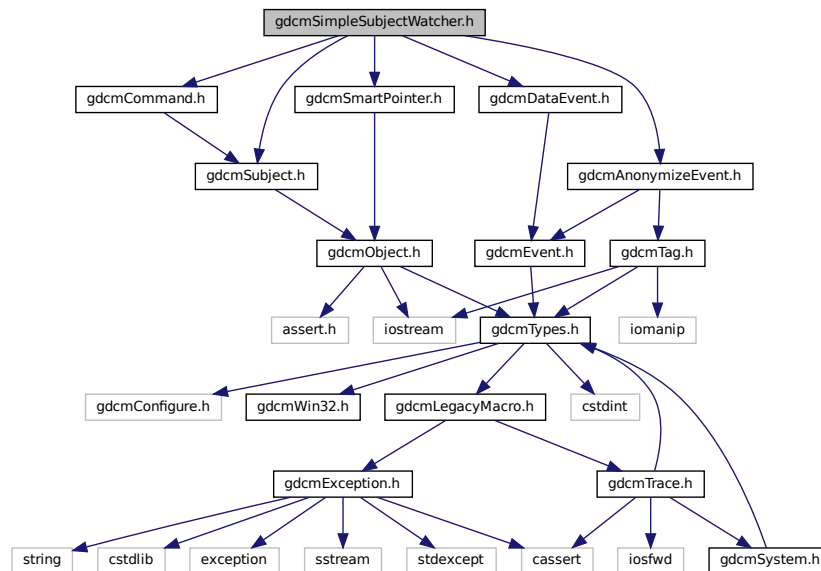 gdcmSimpleSubjectWatcher.h
gdcmCommand.h
gdcmSmartPointer.h
gdcmDataEvent.h
gdcmSubject.h
gdcmAnonymizeEvent.h
gdcmObject.h
gdcmEvent.h
gdcmTag.h
assert.h
iostream
gdcmTypes.h
iomanip
gdcmConfigure.h
gdcmWin32.h
gdcmLegacyMacro.h
cstdint
gdcmException.h
gdcmTrace.h
string
cstdlib
exception
sstream
stdexcept
cassert
iosfwd
gdcmSystem.h